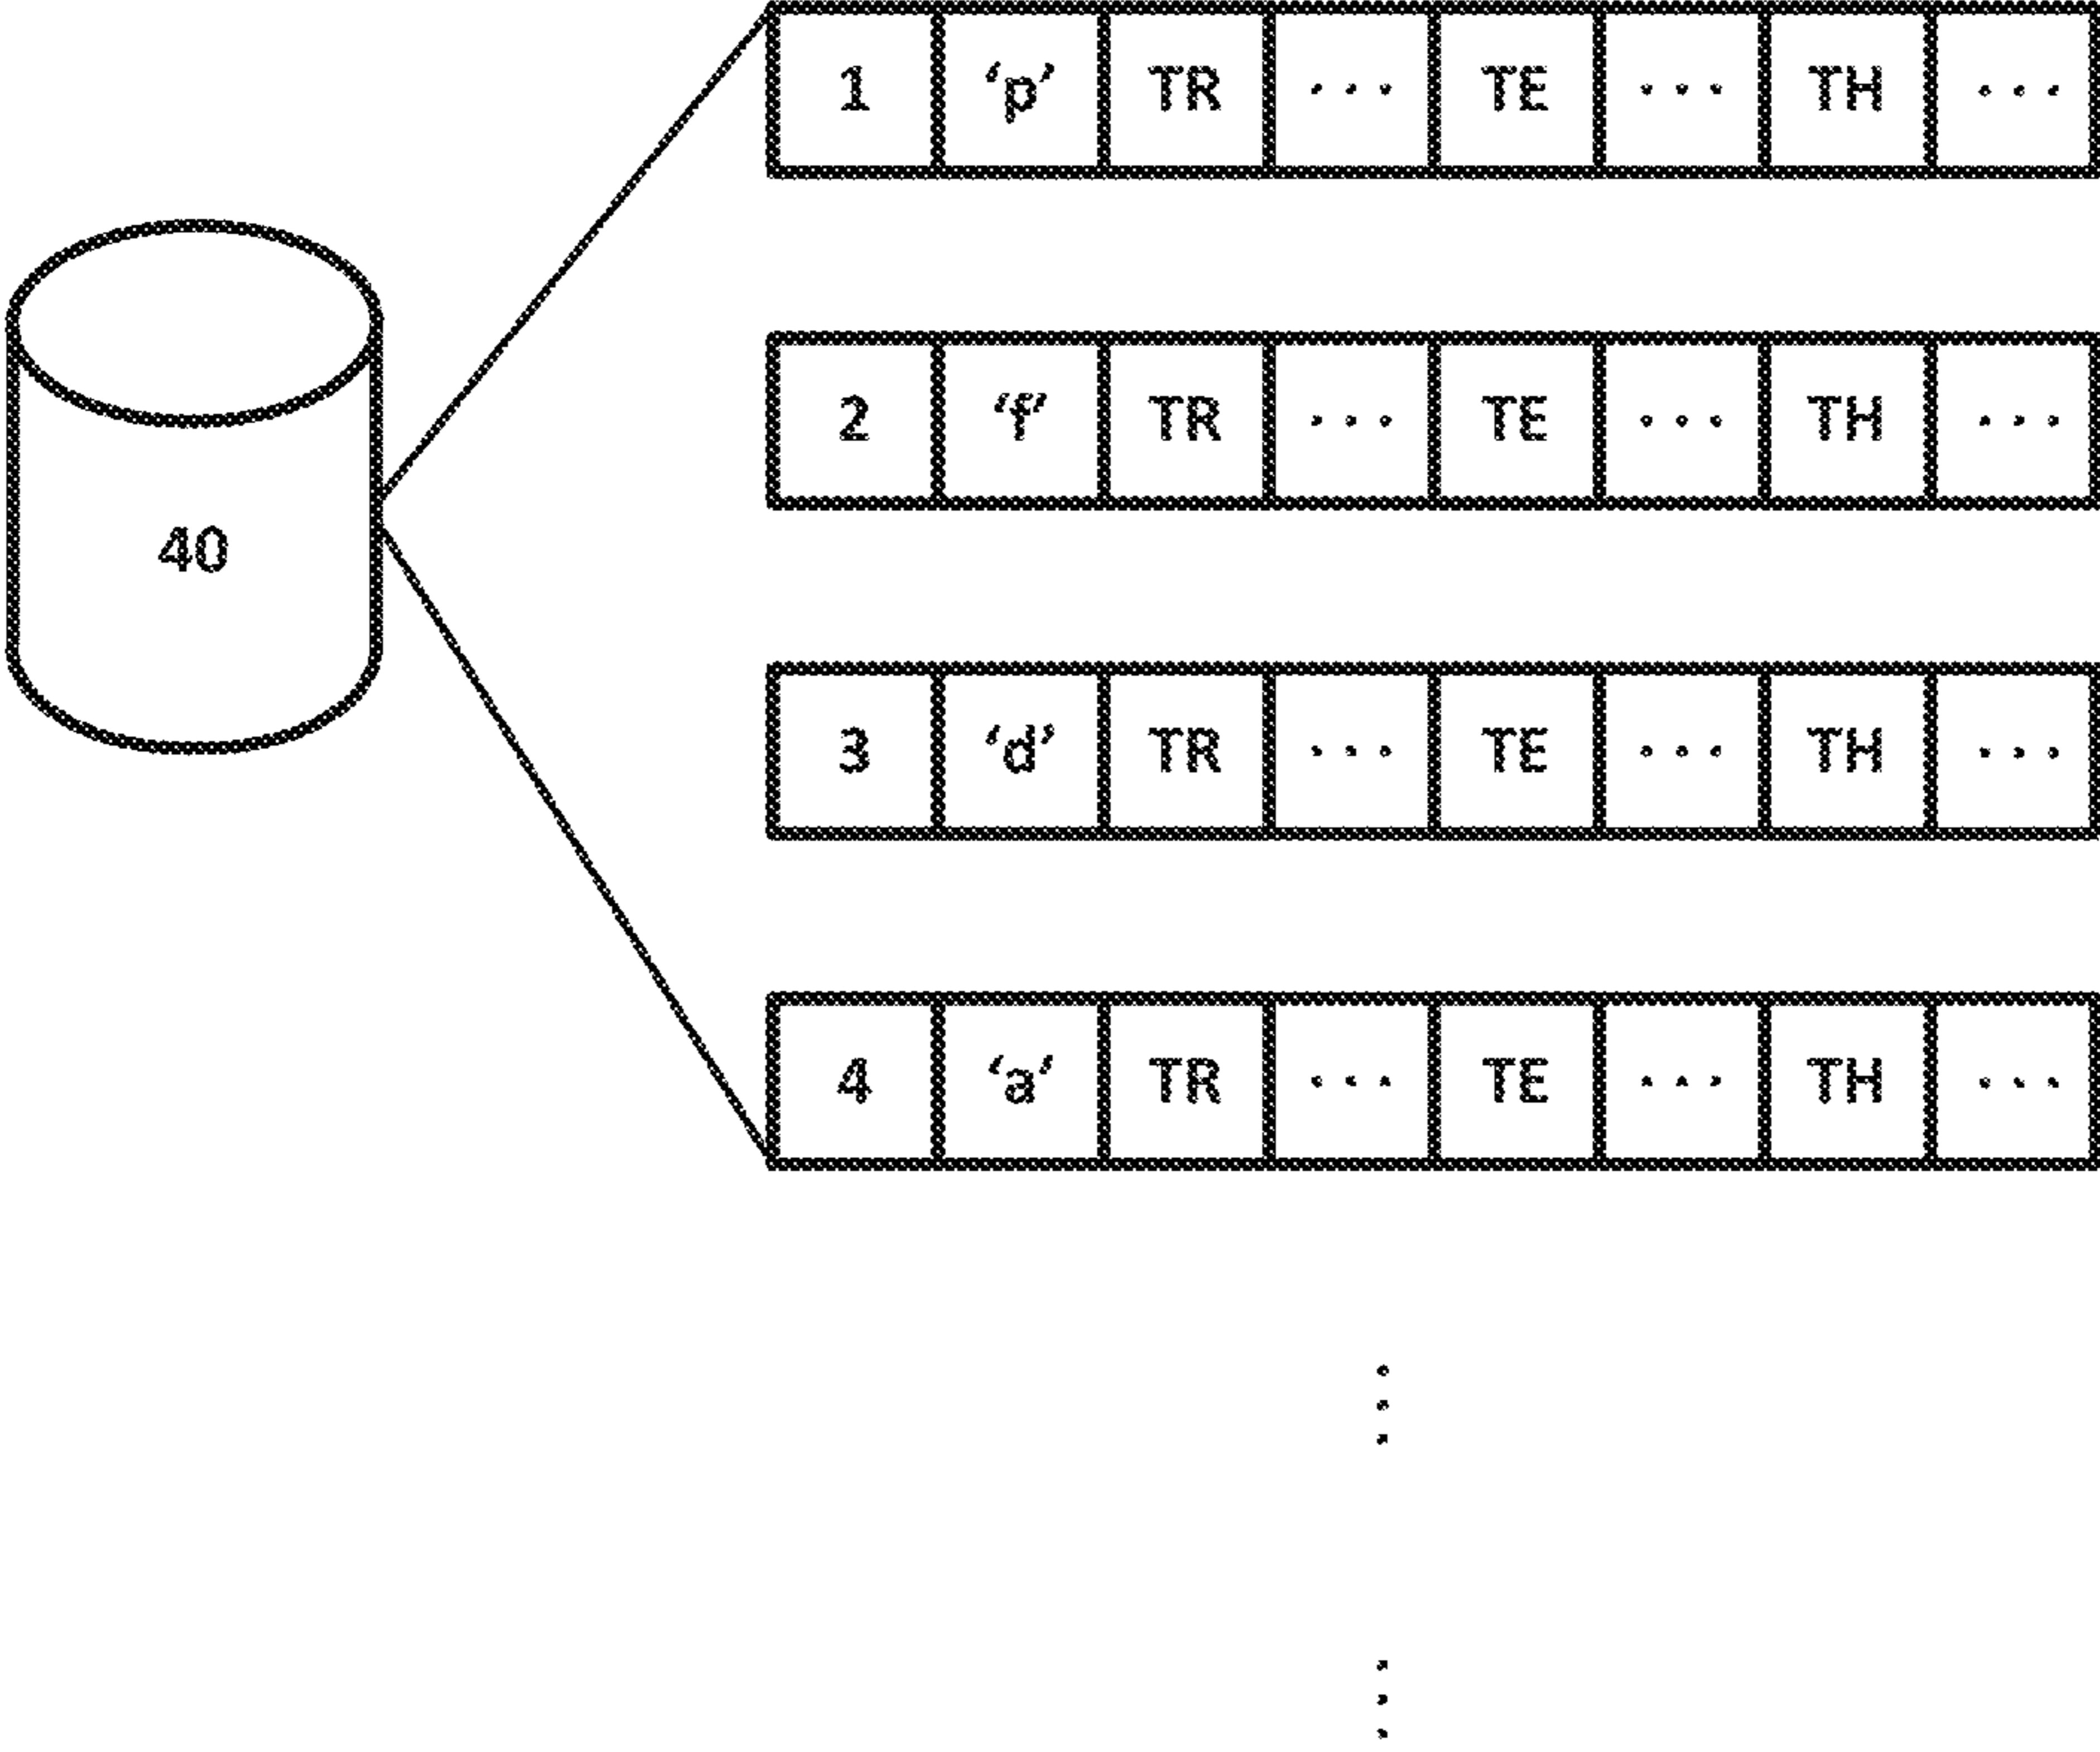 1 ‘p’ TR ... TE ... TH ...
2 ‘f’ TR ... TE ... TH ...
40
3 ‘d’ TR ... TE ... TH ...
4 ‘a’ TR ... TE ... TH ...